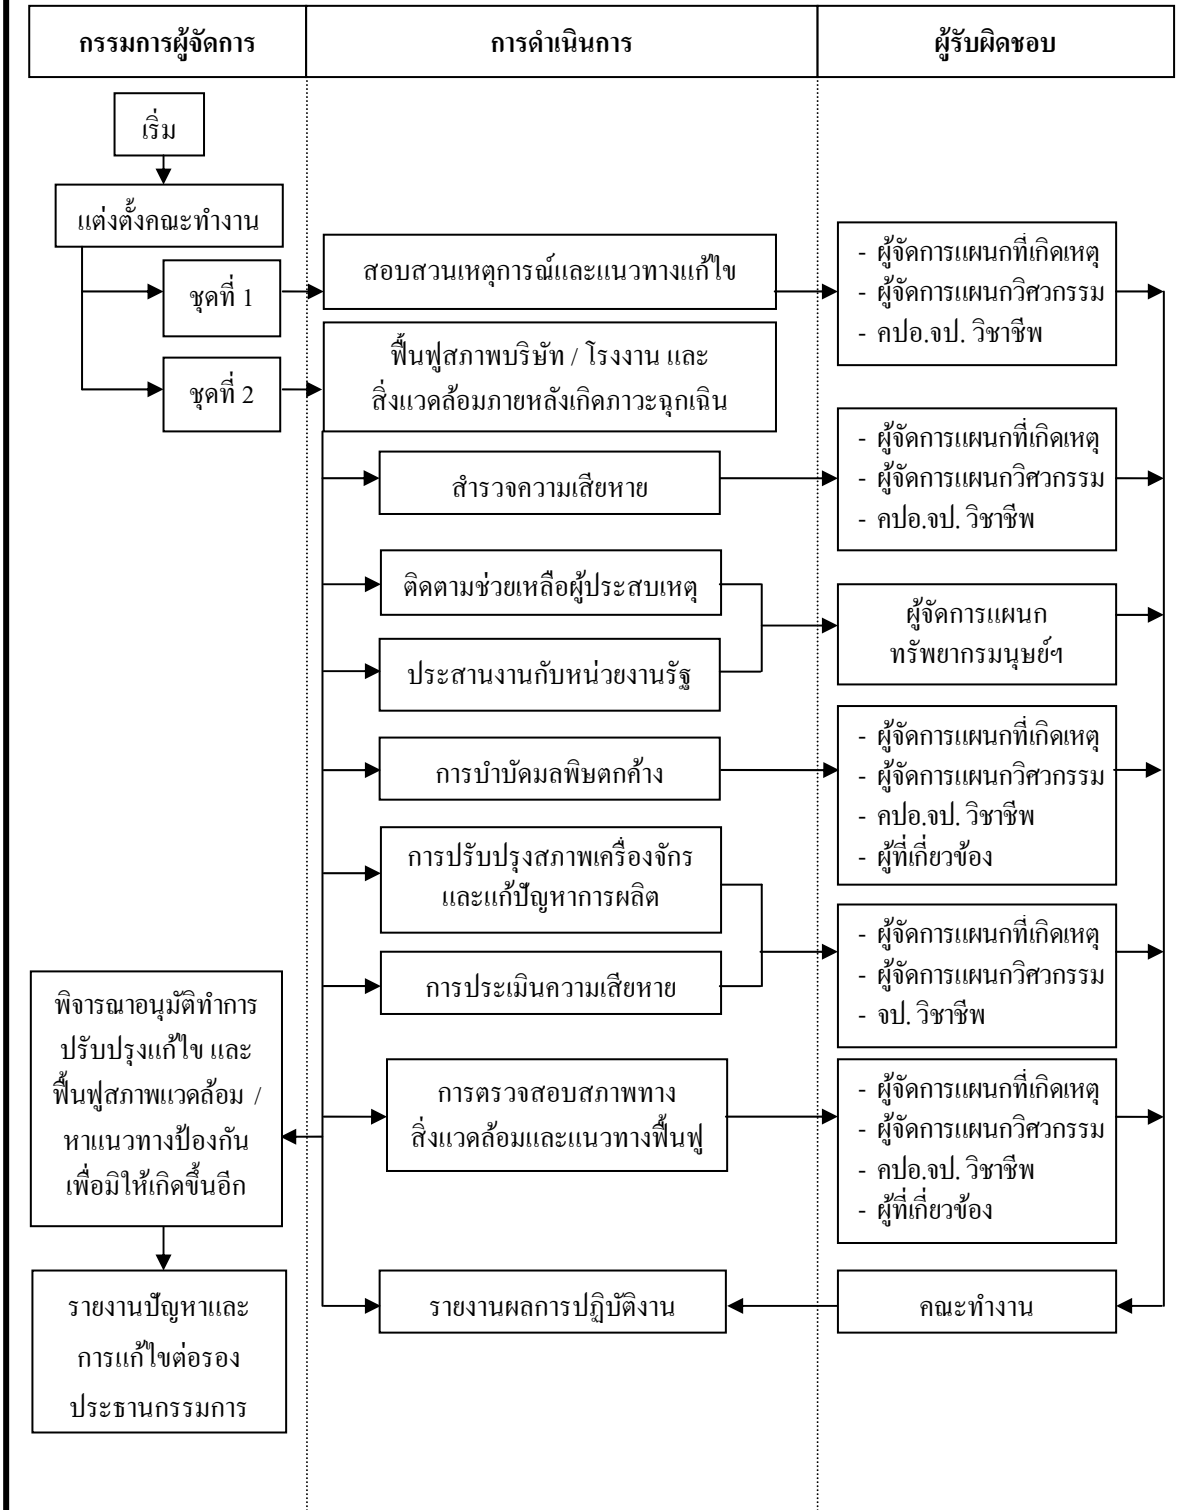 กรรมการผู้จัดการ
การดำเนินการ
ผู้รับผิดชอบ
เริ่ม
แต่งตั้งคณะทำงาน
ชุดที่ 1
สอบสวนเหตุการณ์และแนวทางแก้ไข
- ผู้จัดการแผนกที่เกิดเหตุ
- ผู้จัดการแผนกวิศวกรรม
- คปอ.จป. วิชาชีพ
ชุดที่ 2
ฟื้นฟูสภาพบริษัท / โรงงาน และ
สิ่งแวดล้อมภายหลังเกิดภาวะฉุกเฉิน
สำรวจความเสียหาย
- ผู้จัดการแผนกที่เกิดเหตุ
- ผู้จัดการแผนกวิศวกรรม
- คปอ.จป. วิชาชีพ
ติดตามช่วยเหลือผู้ประสบเหตุ
ประสานงานกับหน่วยงานรัฐ
ผู้จัดการแผนก
ทรัพยากรมนุษย์ฯ
การบำบัดมลพิษตกค้าง
- ผู้จัดการแผนกที่เกิดเหตุ
- ผู้จัดการแผนกวิศวกรรม
- คปอ.จป. วิชาชีพ
- ผู้ที่เกี่ยวข้อง
การปรับปรุงสภาพเครื่องจักร
และแก้ปัญหาการผลิต
การประเมินความเสียหาย
- ผู้จัดการแผนกที่เกิดเหตุ
- ผู้จัดการแผนกวิศวกรรม
- จป. วิชาชีพ
พิจารณาอนุมัติทำการ
ปรับปรุงแก้ไข และ
ฟื้นฟูสภาพแวดล้อม /
หาแนวทางป้องกัน
เพื่อมิให้เกิดขึ้นอีก
การตรวจสอบสภาพทาง
สิ่งแวดล้อมและแนวทางฟื้นฟู
- ผู้จัดการแผนกที่เกิดเหตุ
- ผู้จัดการแผนกวิศวกรรม
- คปอ.จป. วิชาชีพ
- ผู้ที่เกี่ยวข้อง
รายงานปัญหาและ
การแก้ไขต่อรอง
ประธานกรรมการ
รายงานผลการปฏิบัติงาน
คณะทำงาน